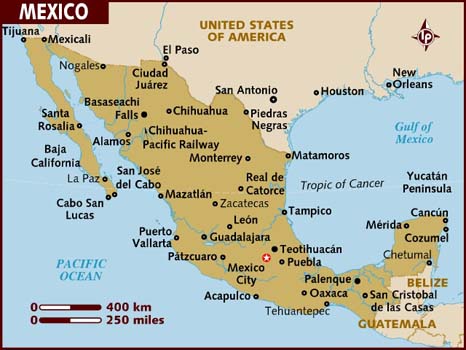 MEXICO
UNITED STATES
OF AMERICA
LP
Tijuana
Mexicali
Nogales
El Paso
Ciudad
Juárez
Basaseachi
Falls
San Antonio
Houston
New
Orleans
Santa
Rosalia
Chihuahua
Piedras
Negras
Gulf of
Mexico
Alamos
Chihuahua-
Pacific Railway
Baja
California
Monterrey
Matamoros
La Paz
San José
del Cabo
Real de
Catorce
Tropic of Cancer
Yucatán
Peninsula
Cabo San
Lucas
Mazatlán
Zacatecas
Tampico
Cancún
León
Mérida
Cozumel
Puerto
Vallarta
Guadalajara
Teotihuacán
Chetumal
PACIFIC
OCEAN
Pátzcuaro
Mexico
City
Puebla
Palenque
BELIZE
Acapulco
Oaxaca
San Cristobal
de las Casas
Tehuantepec
GUATEMALA
0
400 km
0
250 miles